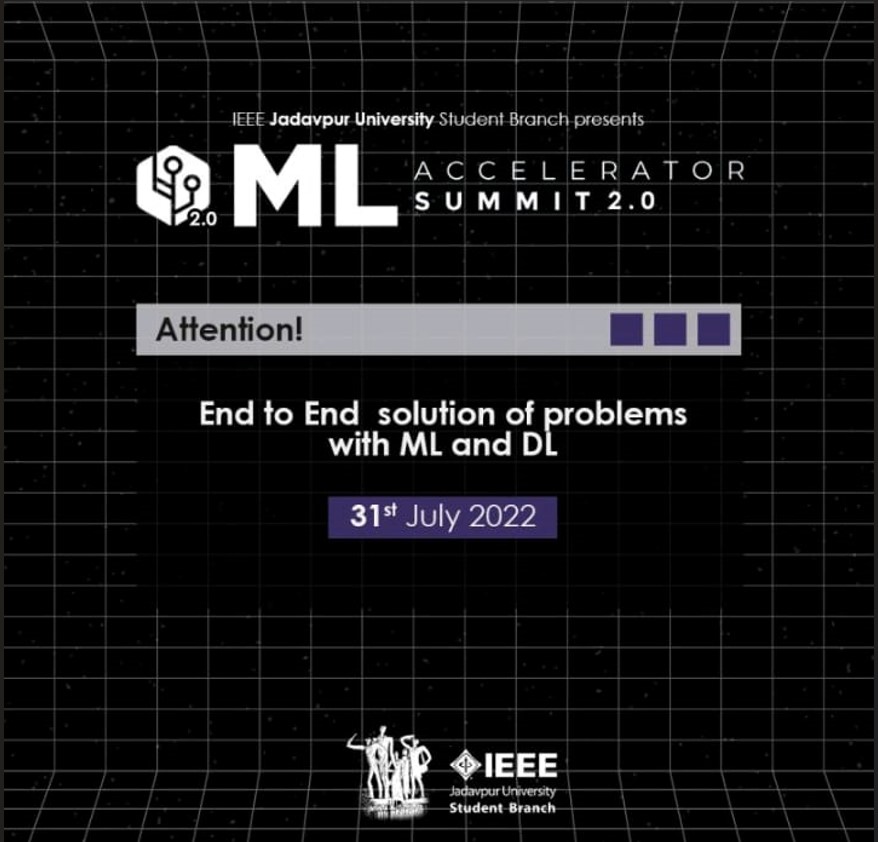 IEEE Jadavpur University Student Branch presents
2.0
ML
ACCELERATOR
SUMMIT 2.0
Attention!
End to End solution of problems
with ML and DL
31st July 2022
IEEE
Jadavpur University
Student Branch